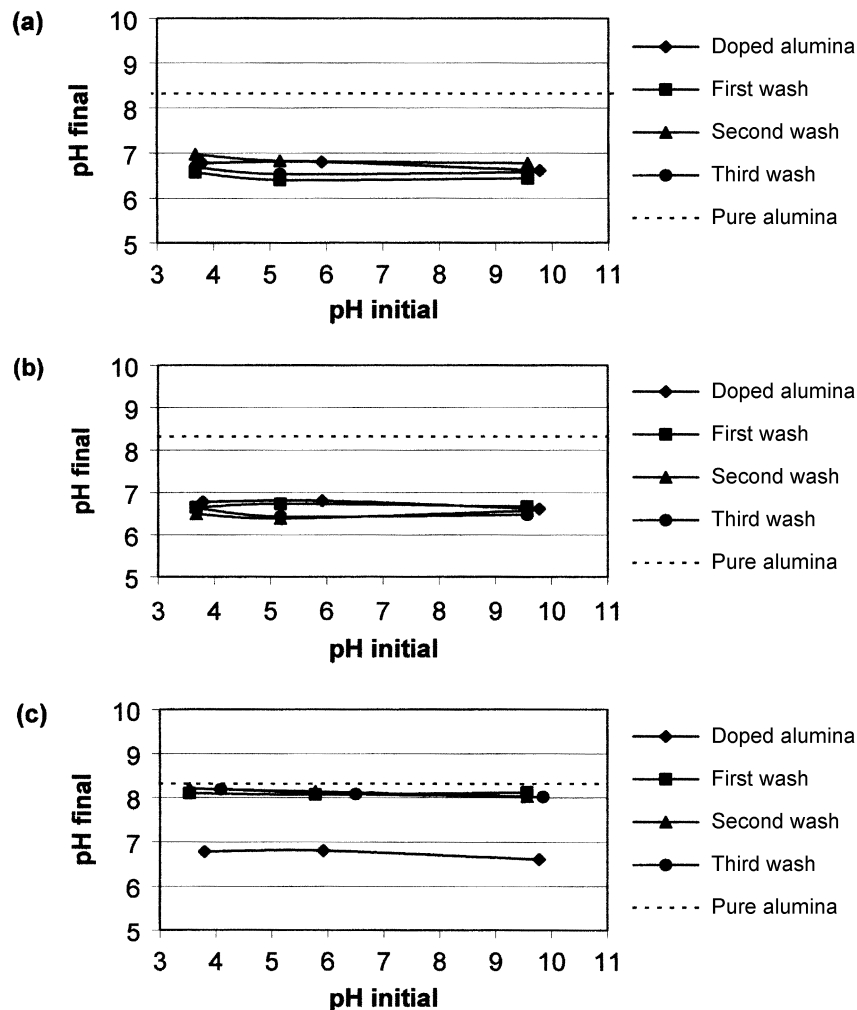 (a)
pH final
10
9
8
7
6
5
3 4 5 6 7 8 9 10 11
pH initial
Doped alumina
First wash
Second wash
Third wash
Pure alumina
(b)
pH final
10
9
8
7
6
5
3 4 5 6 7 8 9 10 11
pH initial
Doped alumina
First wash
Second wash
Third wash
Pure alumina
(c)
pH final
10
9
8
7
6
5
3 4 5 6 7 8 9 10 11
pH initial
Doped alumina
First wash
Second wash
Third wash
Pure alumina